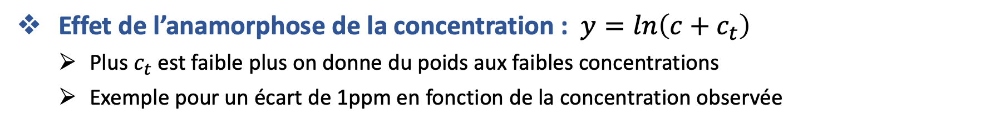 ❖ Effet de l'anamorphose de la concentration : $y = ln(c + c_t)$
➢ Plus $c_t$ est faible plus on donne du poids aux faibles concentrations
➢ Exemple pour un écart de 1ppm en fonction de la concentration observée